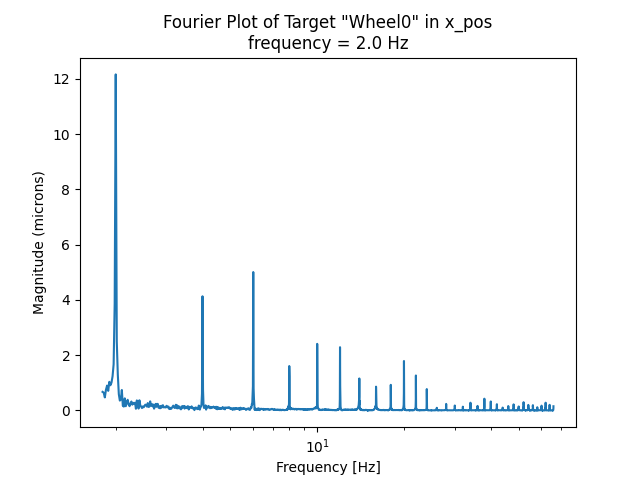 Fourier Plot of Target "Wheel0" in x_pos
frequency = 2.0 Hz
Magnitude (microns)
12
10
8
6
4
2
0
10¹
Frequency [Hz]